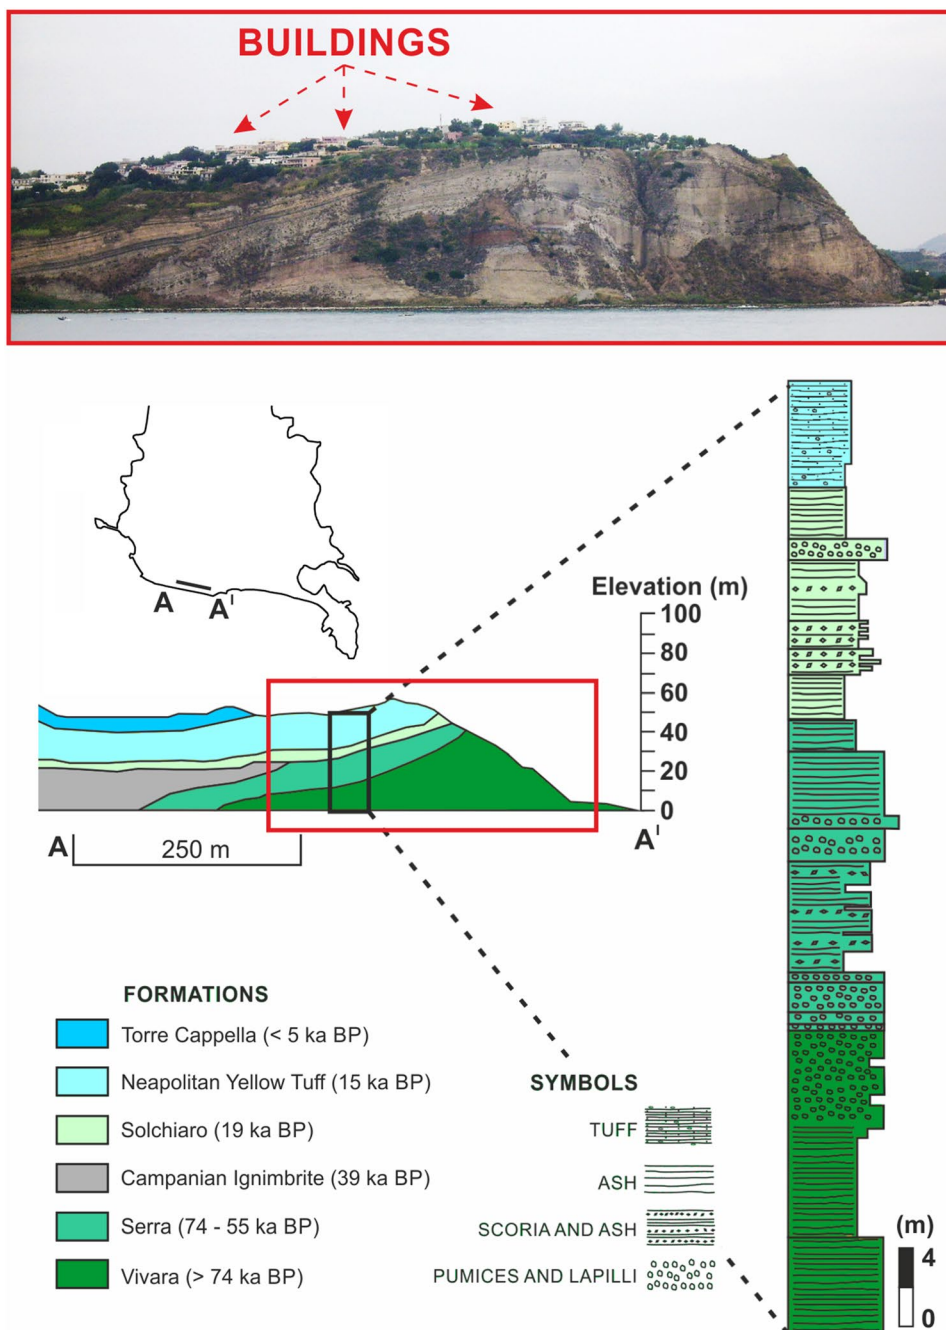 BUILDINGS
A
A'
Elevation (m)
100
80
60
40
20
0
A
250 m
A'
FORMATIONS
Torre Cappella (< 5 ka BP)
Neapolitan Yellow Tuff (15 ka BP)
Solchiaro (19 ka BP)
Campanian Ignimbrite (39 ka BP)
Serra (74 - 55 ka BP)
Vivara (> 74 ka BP)
SYMBOLS
TUFF
ASH
SCORIA AND ASH
PUMICES AND LAPILLI
(m)
4
0